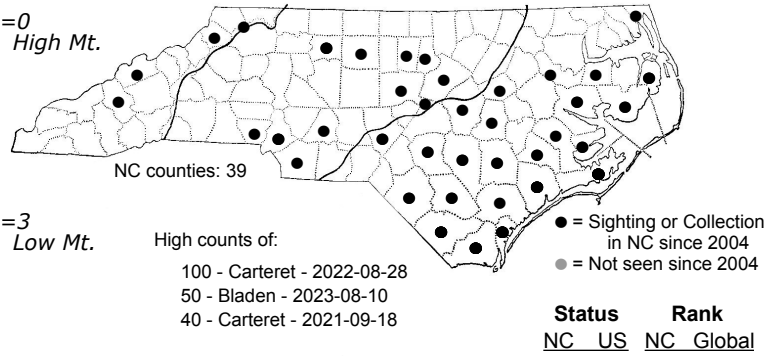 =0
High Mt.
NC counties: 39
=3
Low Mt.
High counts of:
100 - Carteret - 2022-08-28
50 - Bladen - 2023-08-10
40 - Carteret - 2021-09-18
= Sighting or Collection
in NC since 2004
= Not seen since 2004
Status Rank
NC US NC Global